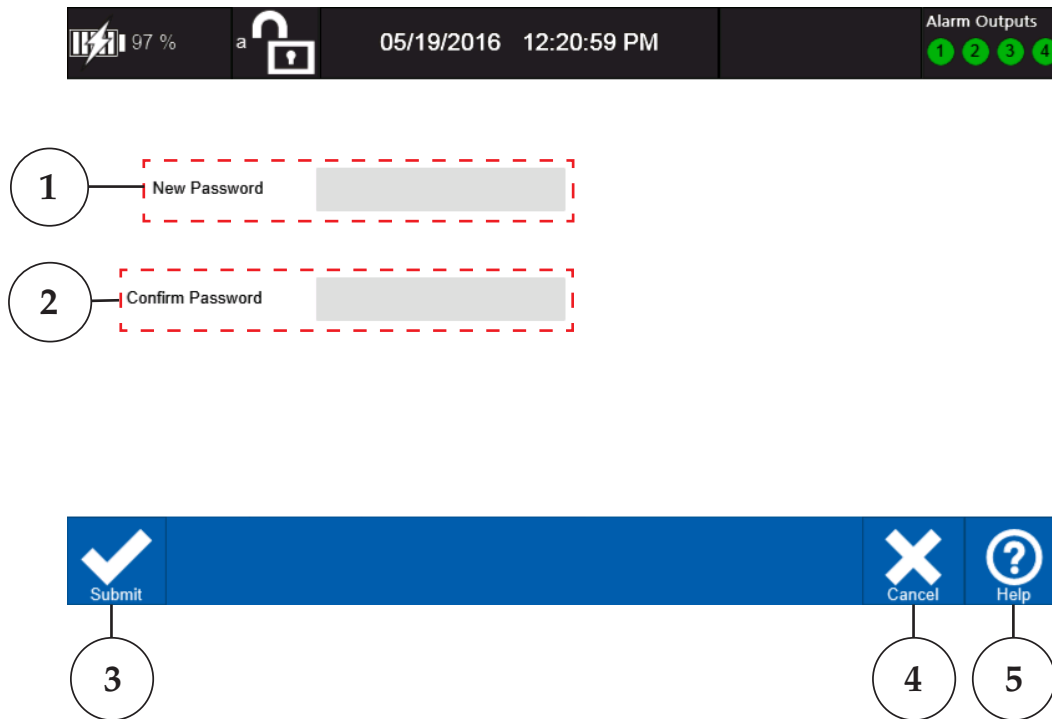 97 % a 05/19/2016 12:20:59 PM Alarm Outputs
1 2 3 4
1 New Password
2 Confirm Password
Submit Cancel Help
3 4 5